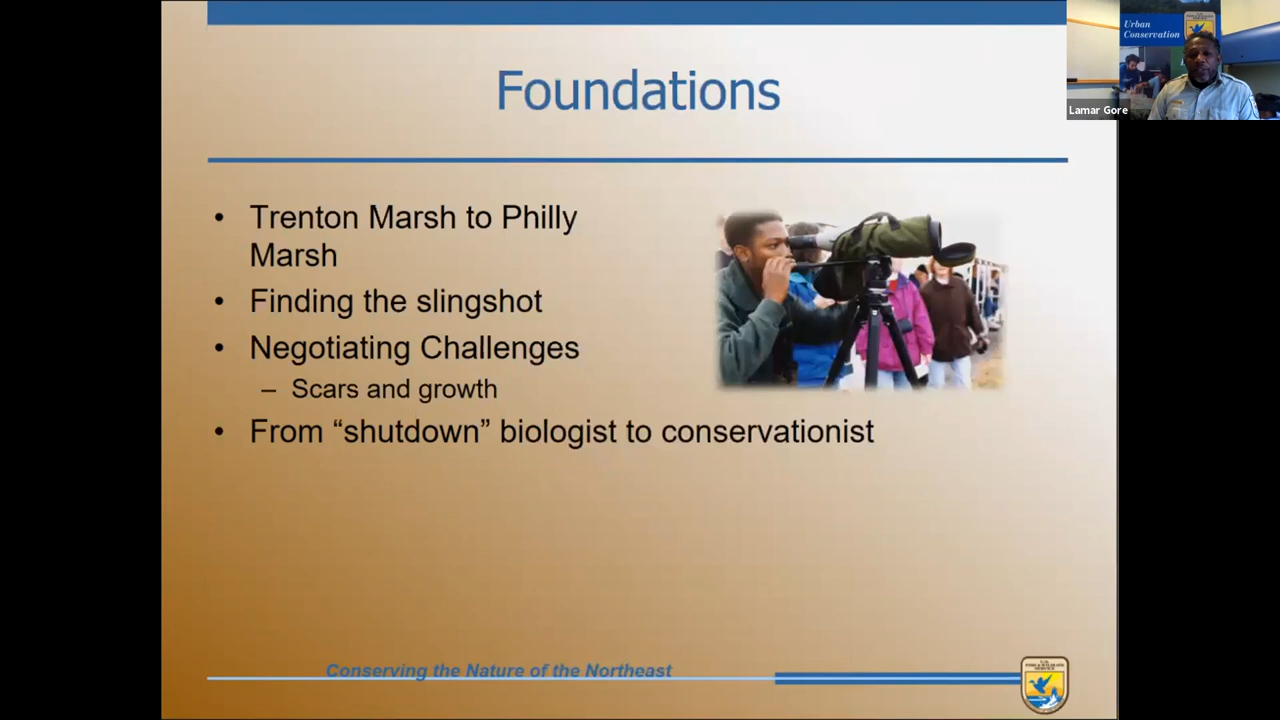 Foundations
• Trenton Marsh to Philly
Marsh
• Finding the slingshot
• Negotiating Challenges
– Scars and growth
• From “shutdown” biologist to conservationist
Conserving the Nature of the Northeast
Urban
Conservation
Lamar Gore